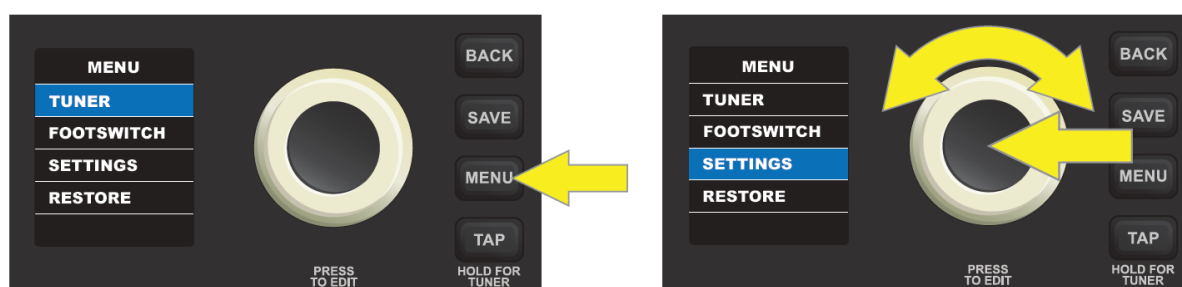 MENU
TUNER
FOOTSWITCH
SETTINGS
RESTORE
BACK
SAVE
MENU
TAP
PRESS
TO EDIT
HOLD FOR
TUNER
MENU
TUNER
FOOTSWITCH
SETTINGS
RESTORE
BACK
SAVE
MENU
TAP
PRESS
TO EDIT
HOLD FOR
TUNER